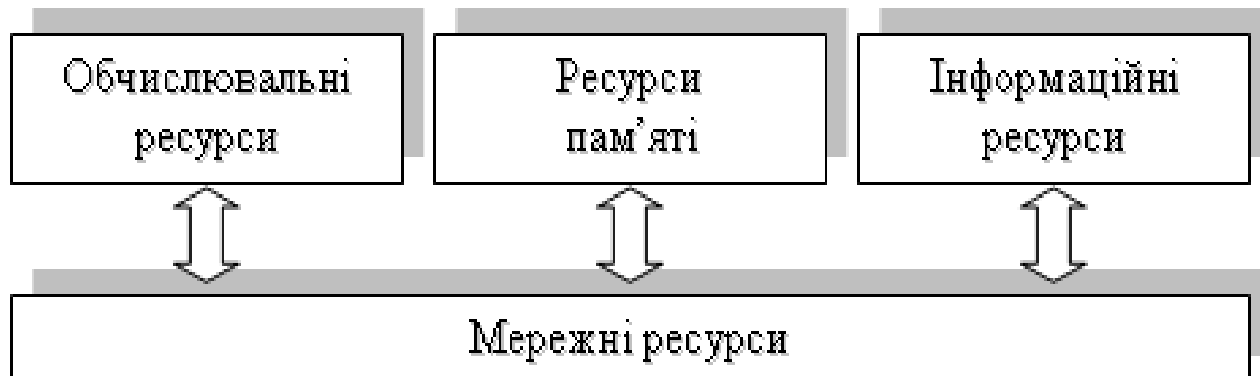 Обчислювальні
ресурси
Ресурси
пам’яті
Інформаційні
ресурси
Мережні ресурси